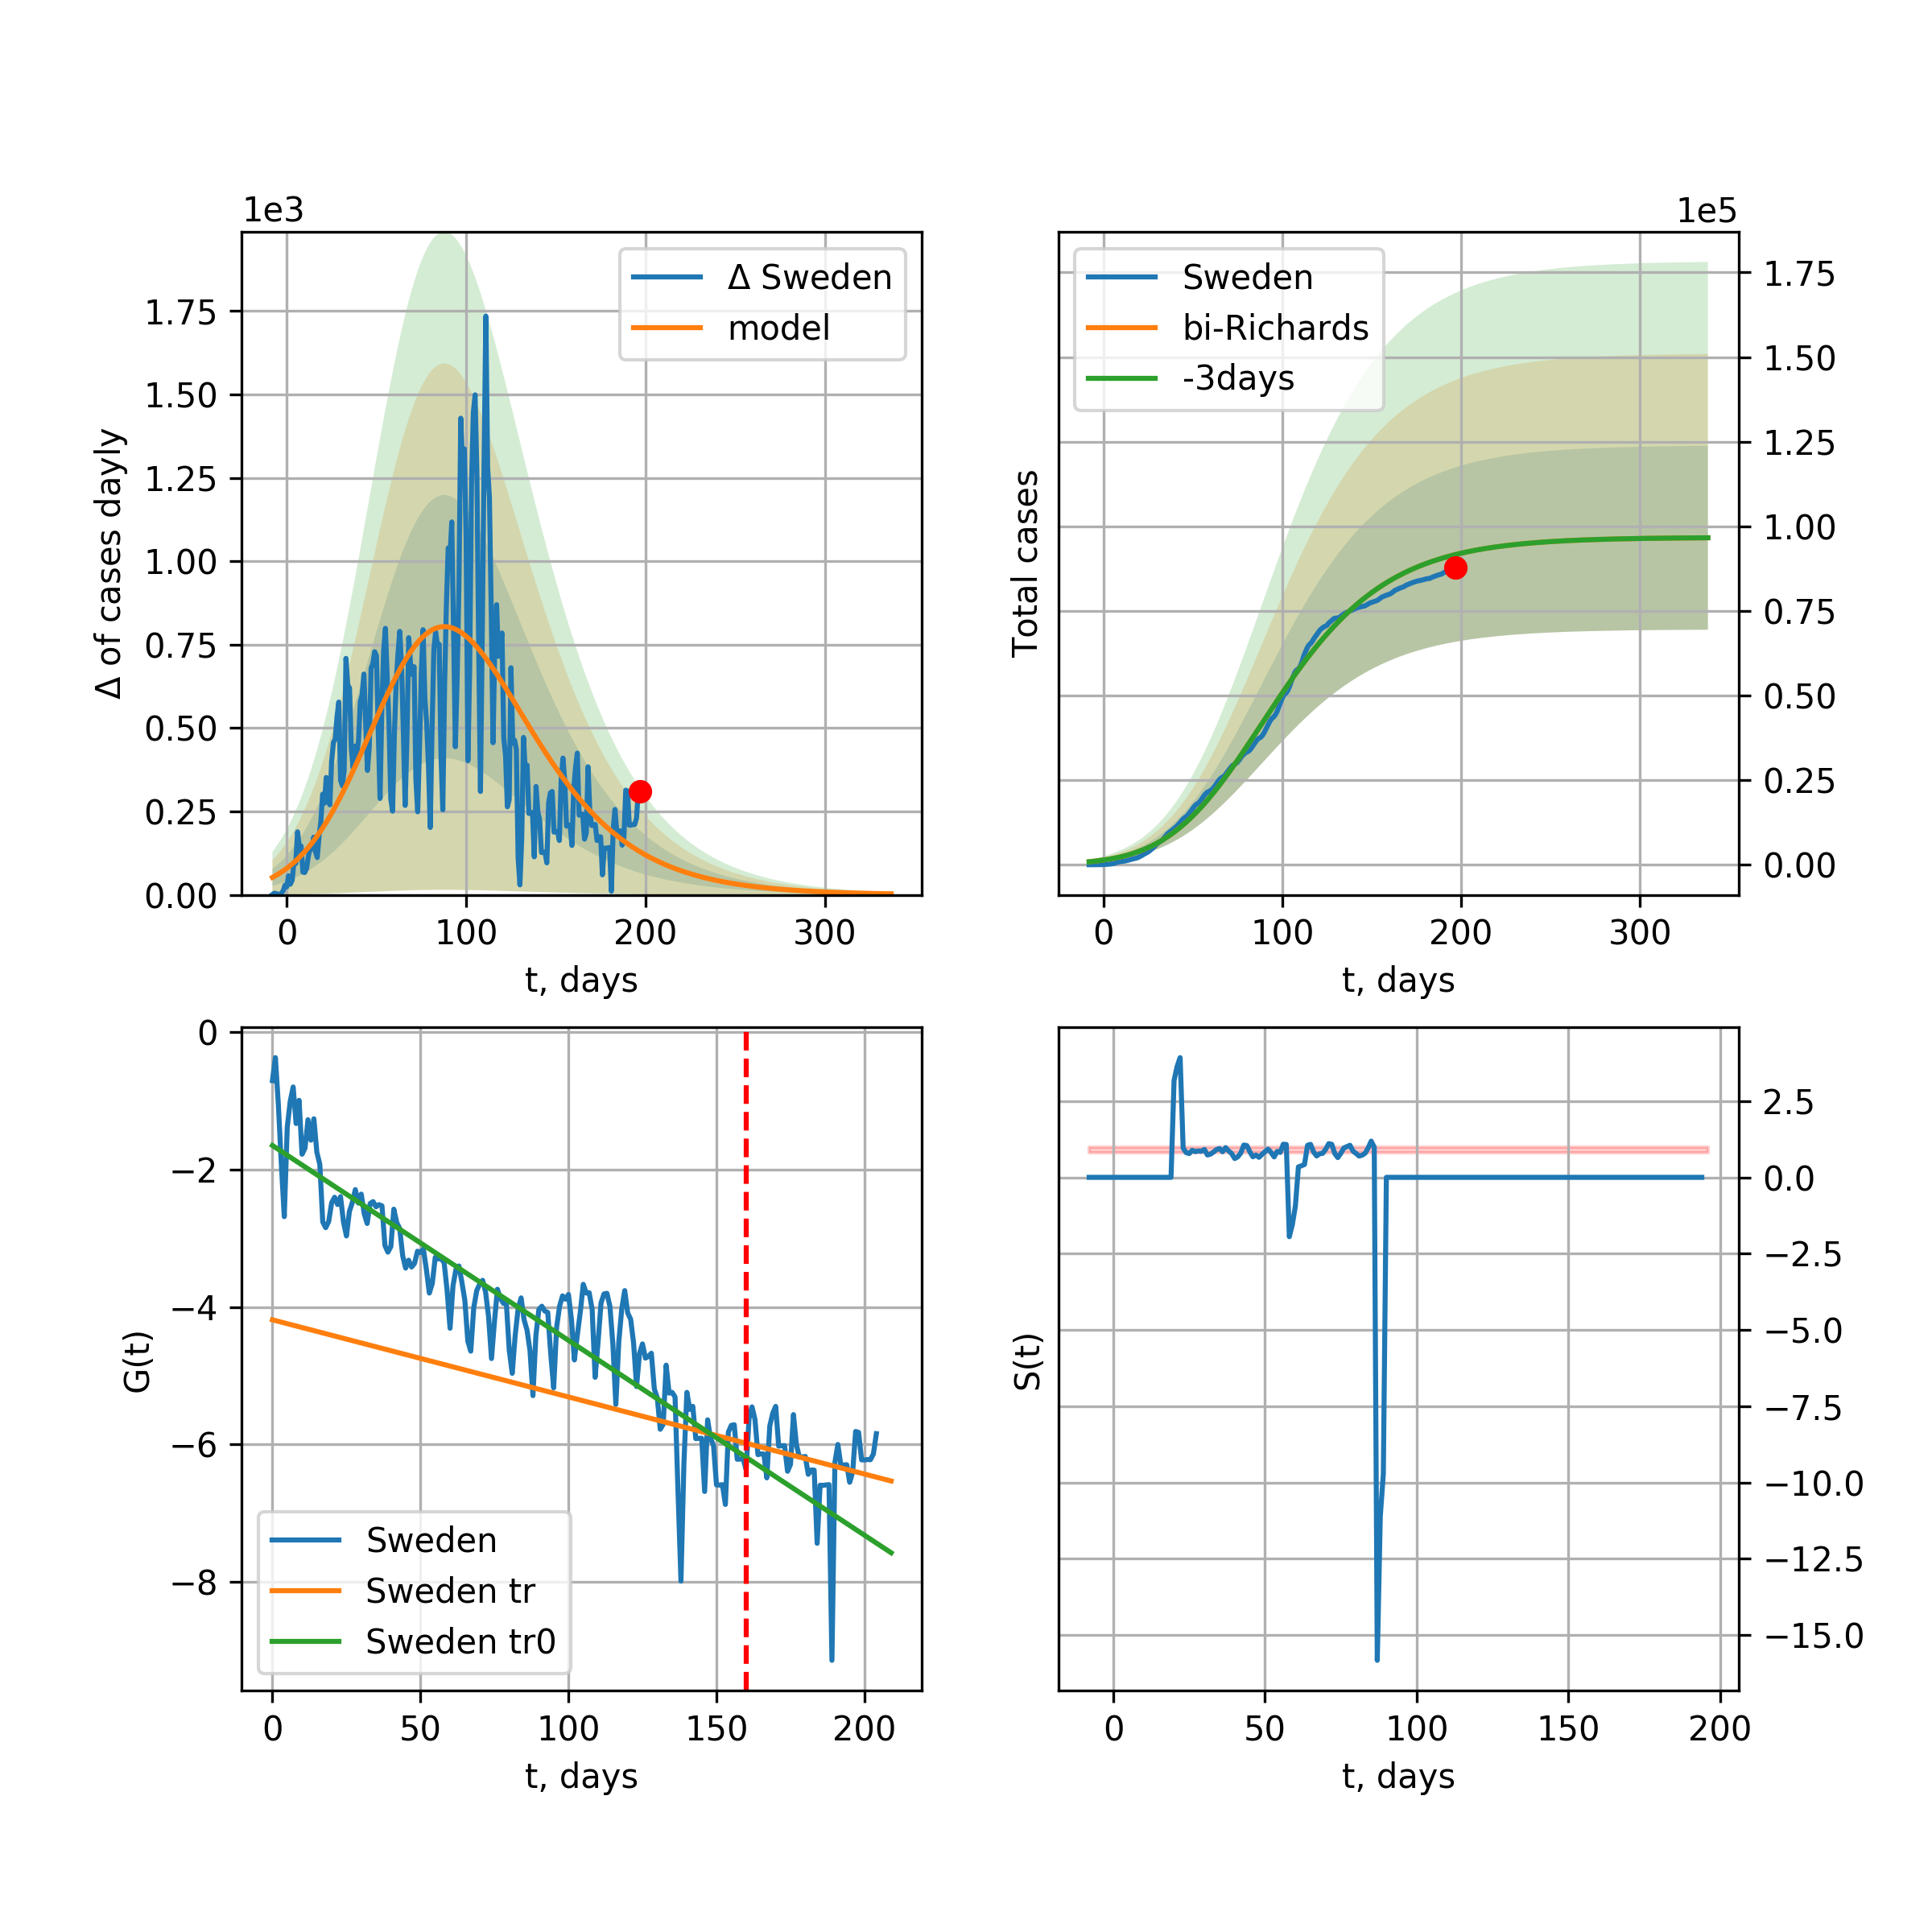 1e3
1.75
1.50
1.25
1.00
0.75
0.50
0.25
0.00
Δ of cases dayly
0 100 200 300
t, days
Δ Sweden
model
1e5
1.75
1.50
1.25
1.00
0.75
0.50
0.25
0.00
Total cases
0 100 200 300
t, days
Sweden
bi-Richards
-3days
0
−2
−4
−6
−8
G(t)
0 50 100 150 200
t, days
Sweden
Sweden tr
Sweden tr0
2.5
0.0
−2.5
−5.0
−7.5
−10.0
−12.5
−15.0
S(t)
0 50 100 150 200
t, days